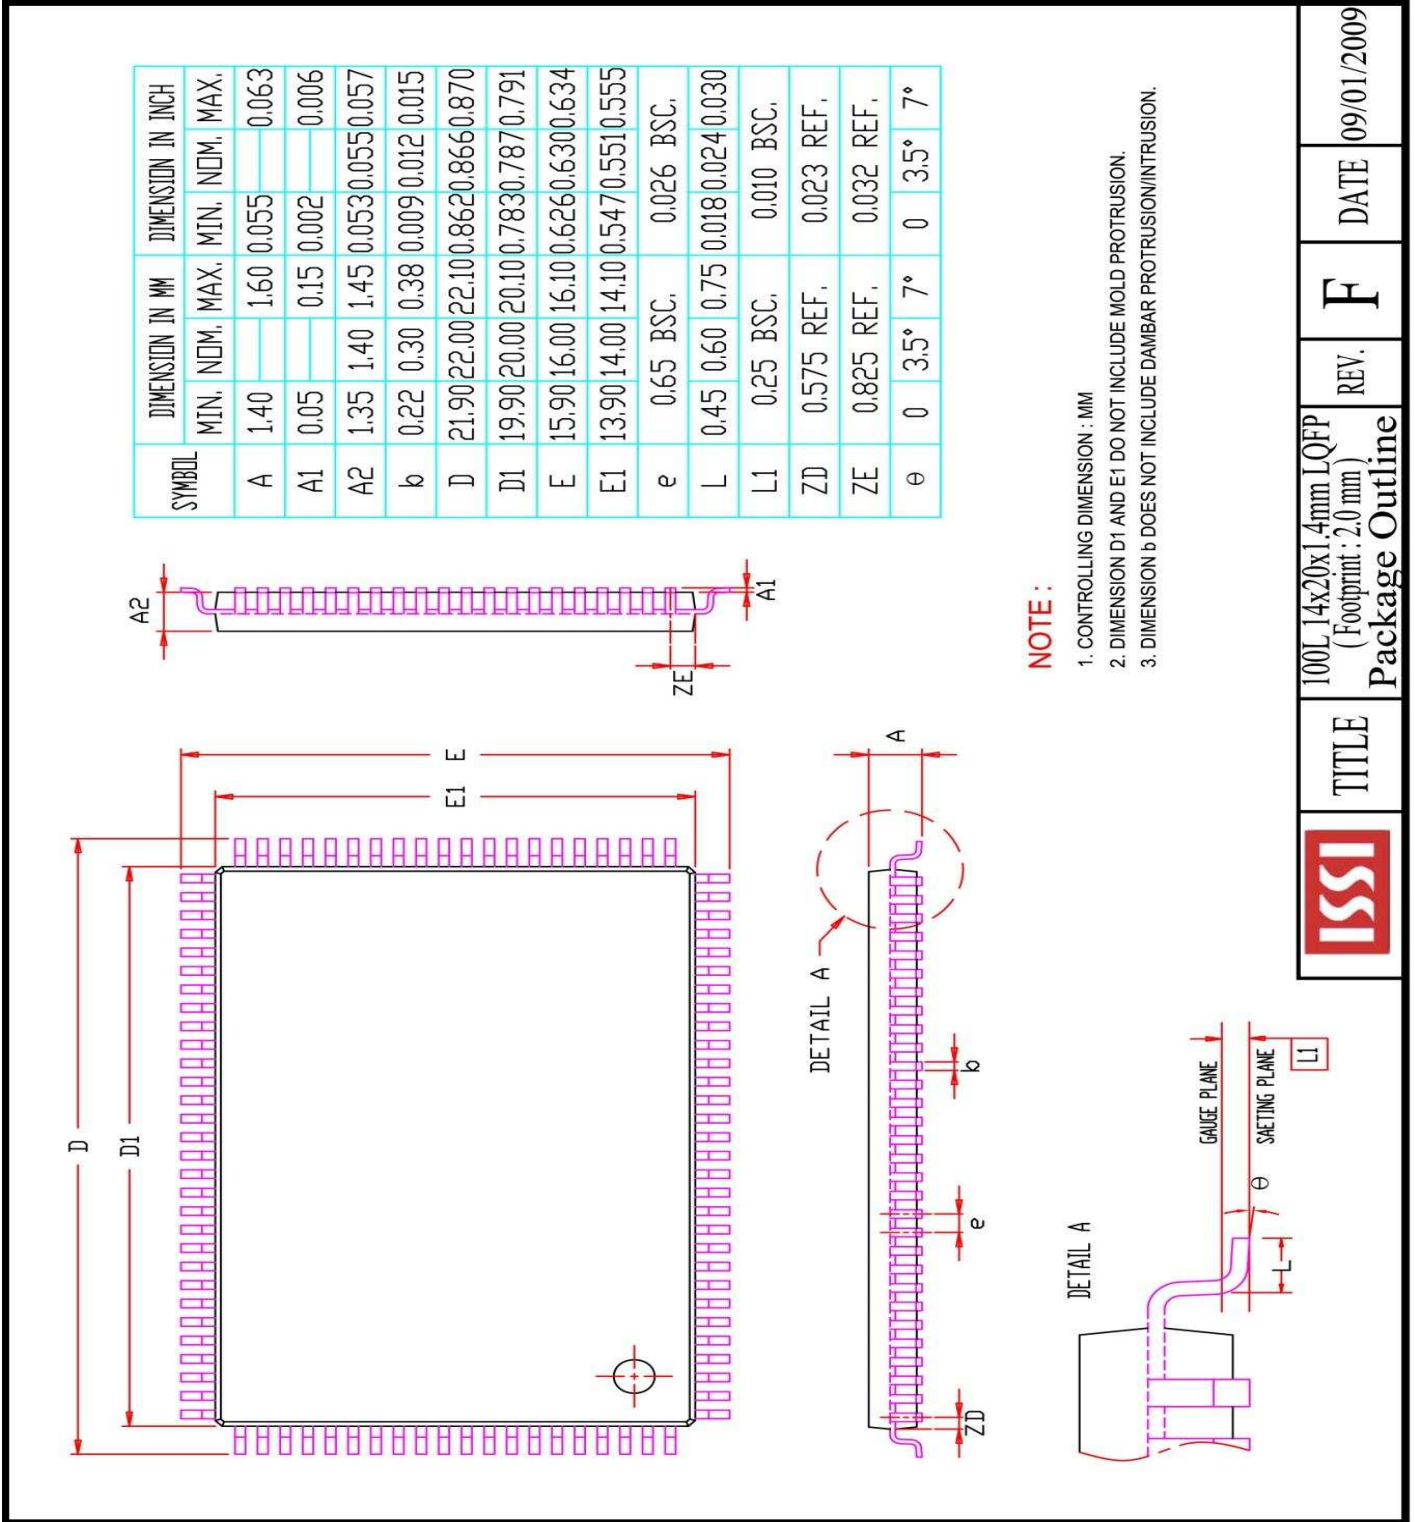 SYMBOL DIMENSION IN MM DIMENSION IN INCH
MIN. NOM. MAX. MIN. NOM. MAX.
A 1.40 1.60 0.055 0.063
A1 0.05 0.15 0.002 0.006
A2 1.35 1.40 1.45 0.053 0.055 0.057
b 0.22 0.30 0.38 0.009 0.012 0.015
D 21.90 22.00 22.10 0.862 0.866 0.870
D1 19.90 20.00 20.10 0.783 0.787 0.791
E 15.90 16.00 16.10 0.626 0.630 0.634
E1 13.90 14.00 14.10 0.547 0.551 0.555
e 0.65 BSC. 0.026 BSC.
L 0.45 0.60 0.75 0.018 0.024 0.030
L1 0.25 BSC. 0.010 BSC.
ZD 0.575 REF. 0.023 REF.
ZE 0.825 REF. 0.032 REF.
θ 0 3.5° 7° 0 3.5° 7°
D
D1
E
E1
A2
A1
ZE
A
DETAIL A
b
e
ZD
NOTE :
1. CONTROLLING DIMENSION : MM
2. DIMENSION D1 AND E1 DO NOT INCLUDE MOLD PROTRUSION.
3. DIMENSION b DOES NOT INCLUDE DAMBAR PROTRUSION/INTRUSION.
DETAIL A
GAUGE PLANE
SAETING PLANE
θ
L
L1
ISSI
TITLE
100L 14x20x1.4mm LQFP
( Footprint : 2.0 mm )
Package Outline
REV.
F
DATE
09/01/2009